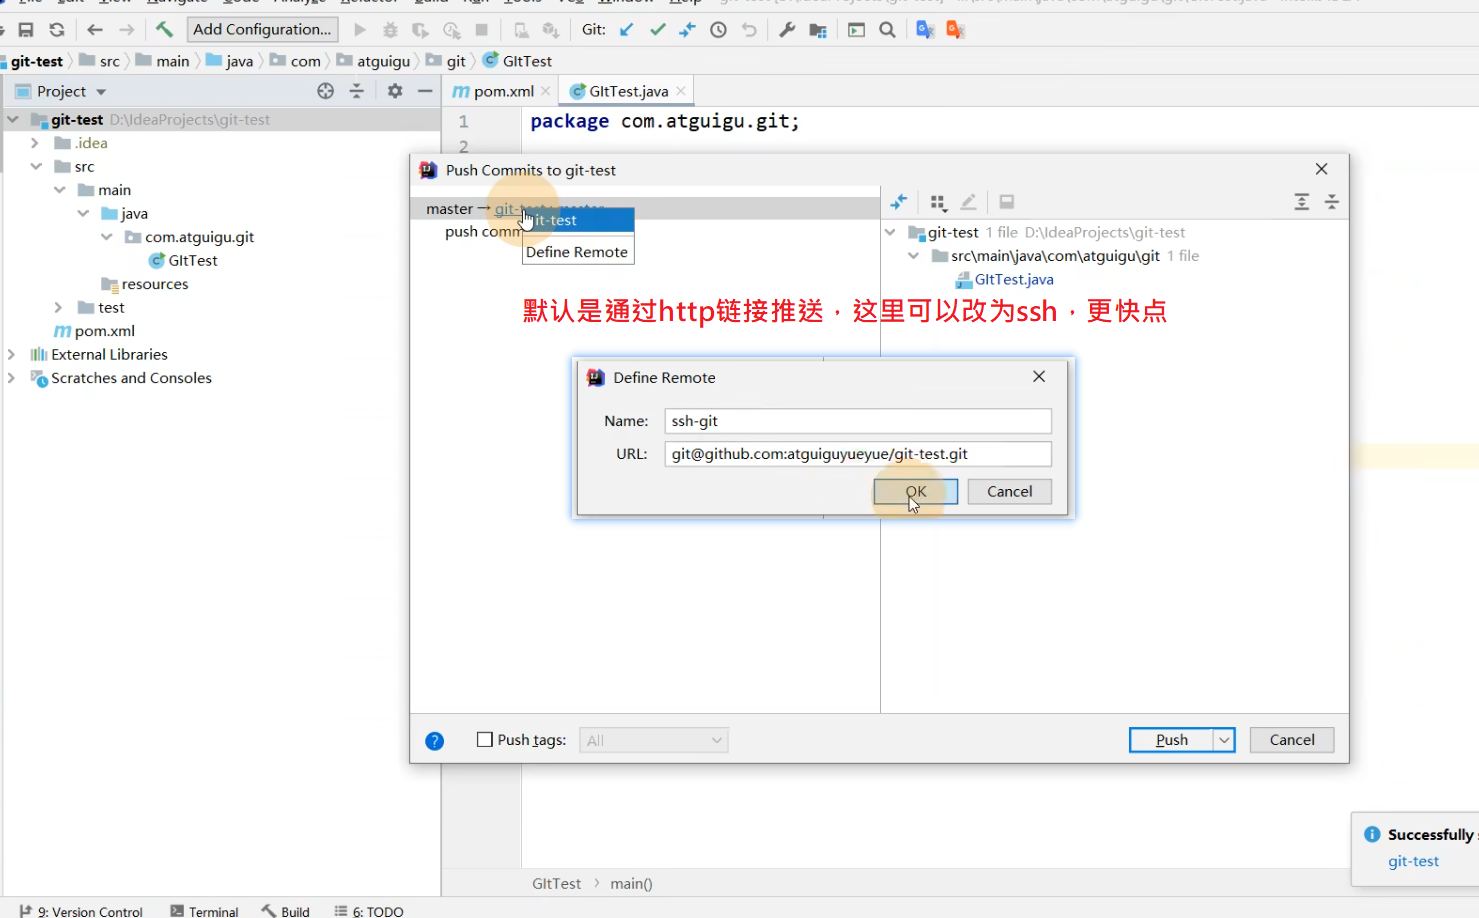 Add Configuration...
Git:
git-test
src
main
java
com
atguigu
git
GItTest
Project
pom.xml
GItTest.java
git-test D:\IdeaProjects\git-test
.idea
src
main
java
com.atguigu.git
GItTest
resources
test
pom.xml
External Libraries
Scratches and Consoles
1
package com.atguigu.git;
2
Push Commits to git-test
master →
git-test
push comm
Define Remote
git-test 1 file D:\IdeaProjects\git-test
src\main\java\com\atguigu\git 1 file
GItTest.java
默认是通过http链接推送，这里可以改为ssh，更快点
Define Remote
Name: ssh-git
URL: git@github.com:atguiguyueyue/git-test.git
OK
Cancel
Push tags:
All
Push
Cancel
Successfully
git-test
GItTest > main()
9: Version Control
Terminal
Build
6: TODO